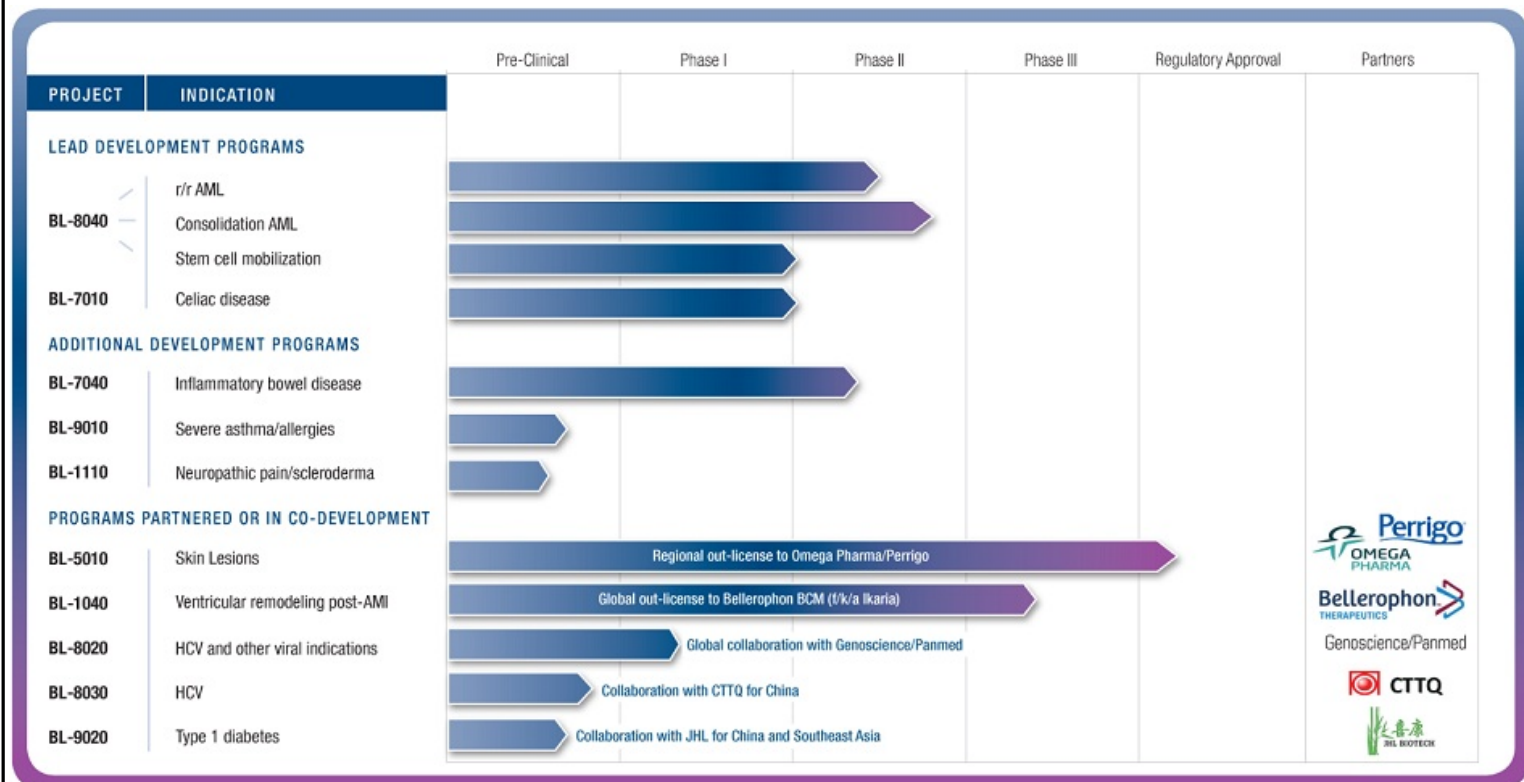 Pre-Clinical Phase I Phase II Phase III Regulatory Approval Partners
PROJECT INDICATION
LEAD DEVELOPMENT PROGRAMS
r/r AML
BL-8040 Consolidation AML
Stem cell mobilization
BL-7010 Celiac disease
ADDITIONAL DEVELOPMENT PROGRAMS
BL-7040 Inflammatory bowel disease
BL-9010 Severe asthma/allergies
BL-1110 Neuropathic pain/scleroderma
PROGRAMS PARTNERED OR IN CO-DEVELOPMENT
BL-5010 Skin Lesions Regional out-license to Omega Pharma/Perrigo Perrigo
OMEGA
PHARMA
BL-1040 Ventricular remodeling post-AMI Global out-license to Bellerophon BCM (f/k/a Ikaria) Bellerophon
THERAPEUTICS
BL-8020 HCV and other viral indications Global collaboration with Genoscience/Panmed Genoscience/Panmed
BL-8030 HCV Collaboration with CTTQ for China CTTQ
BL-9020 Type 1 diabetes Collaboration with JHL for China and Southeast Asia 喜康
JHL BIOTECH